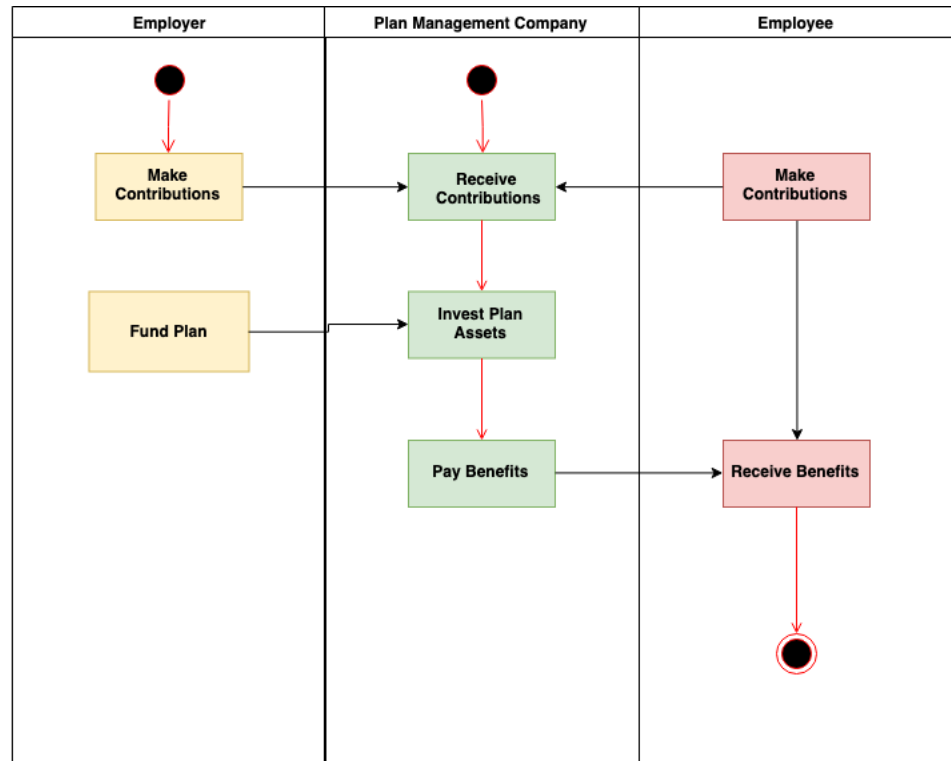 Employer
Plan Management Company
Employee
Make
Contributions
Receive
Contributions
Make
Contributions
Fund Plan
Invest Plan
Assets
Pay Benefits
Receive Benefits